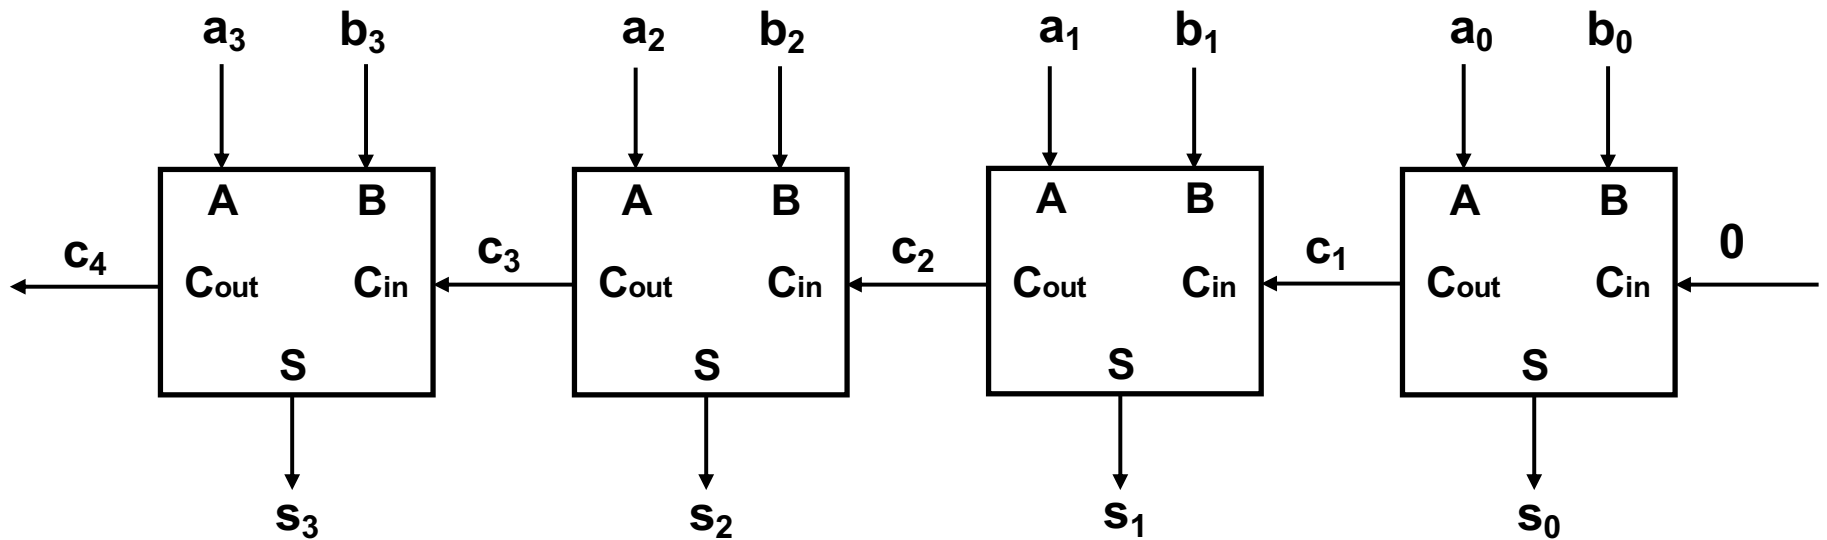 a₃ b₃ a₂ b₂ a₁ b₁ a₀ b₀
A B A B A B A B
c₄ c₃ c₂ c₁ 0
Cout Cin Cout Cin Cout Cin Cout Cin
S S S S
s₃ s₂ s₁ s₀